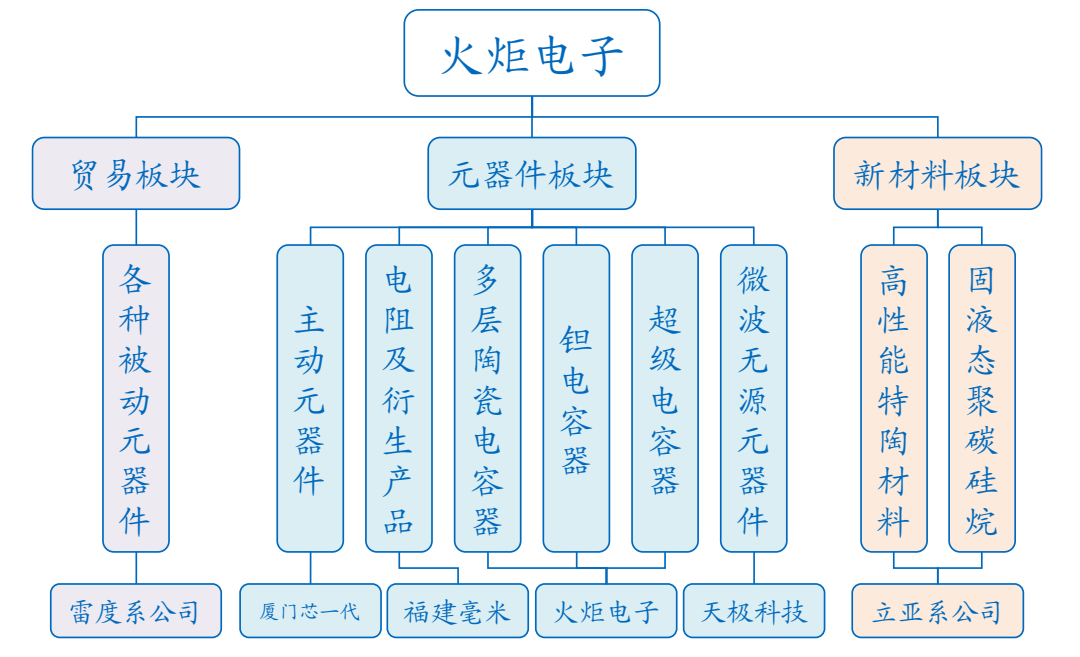 火炬电子
贸易板块
元器件板块
新材料板块
各种被动元器件
主动元器件
电阻及衍生产品
多层陶瓷电容器
钽电容器
超级电容器
微波无源元器件
高性能特陶材料
固液态聚碳硅烷
雷度系公司
厦门芯一代
福建毫米
火炬电子
天极科技
立亚系公司